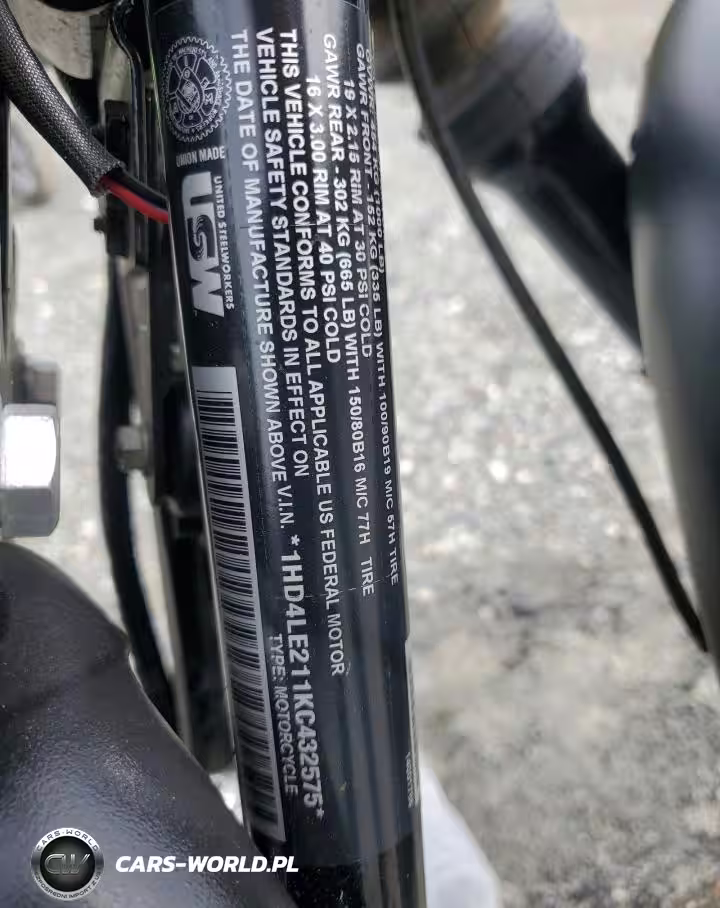 GAWR FRONT - 152 KG (335 LB) WITH 100/90B19 M/C 57H TIRE
19 X 2.15 RIM AT 30 PSI COLD
GAWR REAR - 302 KG (665 LB) WITH 150/80B16 M/C 77H TIRE
16 X 3.00 RIM AT 40 PSI COLD
THIS VEHICLE CONFORMS TO ALL APPLICABLE US FEDERAL MOTOR
VEHICLE SAFETY STANDARDS IN EFFECT ON
THE DATE OF MANUFACTURE SHOWN ABOVE V.I.N. *1HD4LE211KC432575*
TYPE: MOTORCYCLE
UNION MADE
UNITED STEELWORKERS
USW
CARS-WORLD
CW
CARS-WORLD.PL